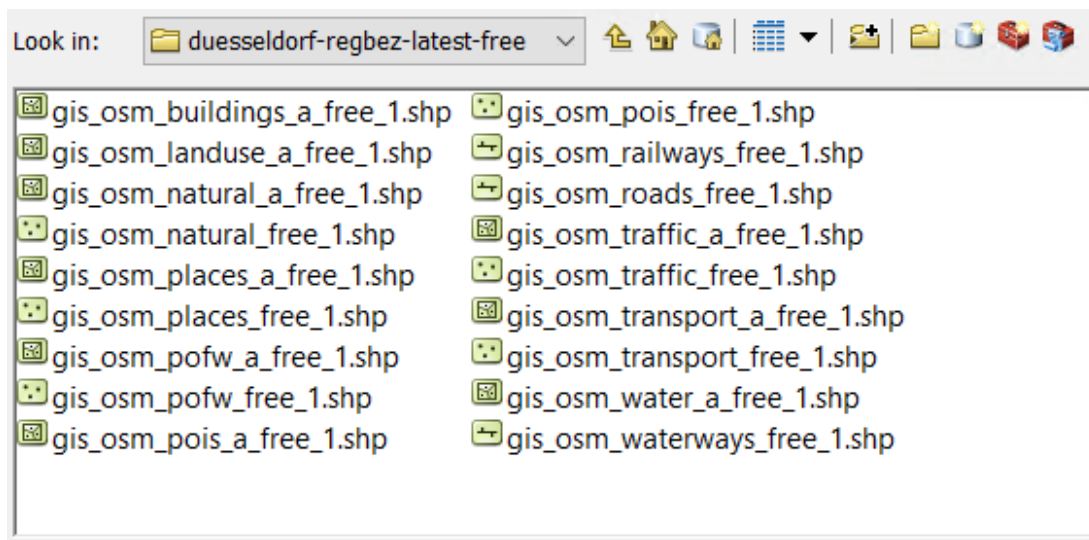 Look in: duesseldorf-regbez-latest-free
gis_osm_buildings_a_free_1.shp
gis_osm_landuse_a_free_1.shp
gis_osm_natural_a_free_1.shp
gis_osm_natural_free_1.shp
gis_osm_places_a_free_1.shp
gis_osm_places_free_1.shp
gis_osm_pofw_a_free_1.shp
gis_osm_pofw_free_1.shp
gis_osm_pois_a_free_1.shp
gis_osm_pois_free_1.shp
gis_osm_railways_free_1.shp
gis_osm_roads_free_1.shp
gis_osm_traffic_a_free_1.shp
gis_osm_traffic_free_1.shp
gis_osm_transport_a_free_1.shp
gis_osm_transport_free_1.shp
gis_osm_water_a_free_1.shp
gis_osm_waterways_free_1.shp